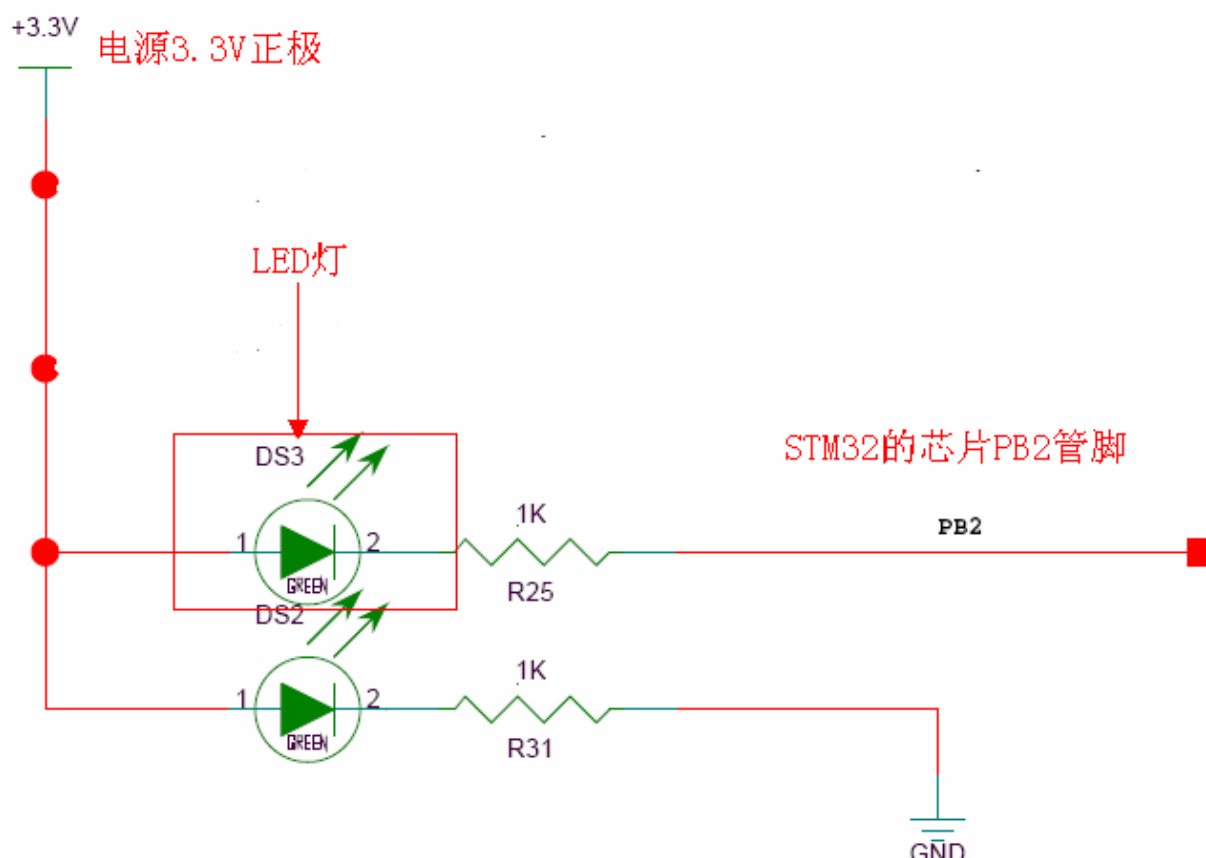 +3.3V
电源3.3V正极
LED灯
DS3
STM32的芯片PB2管脚
1
2
1K
PB2
GREEN
R25
DS2
1
2
1K
GREEN
R31
GND